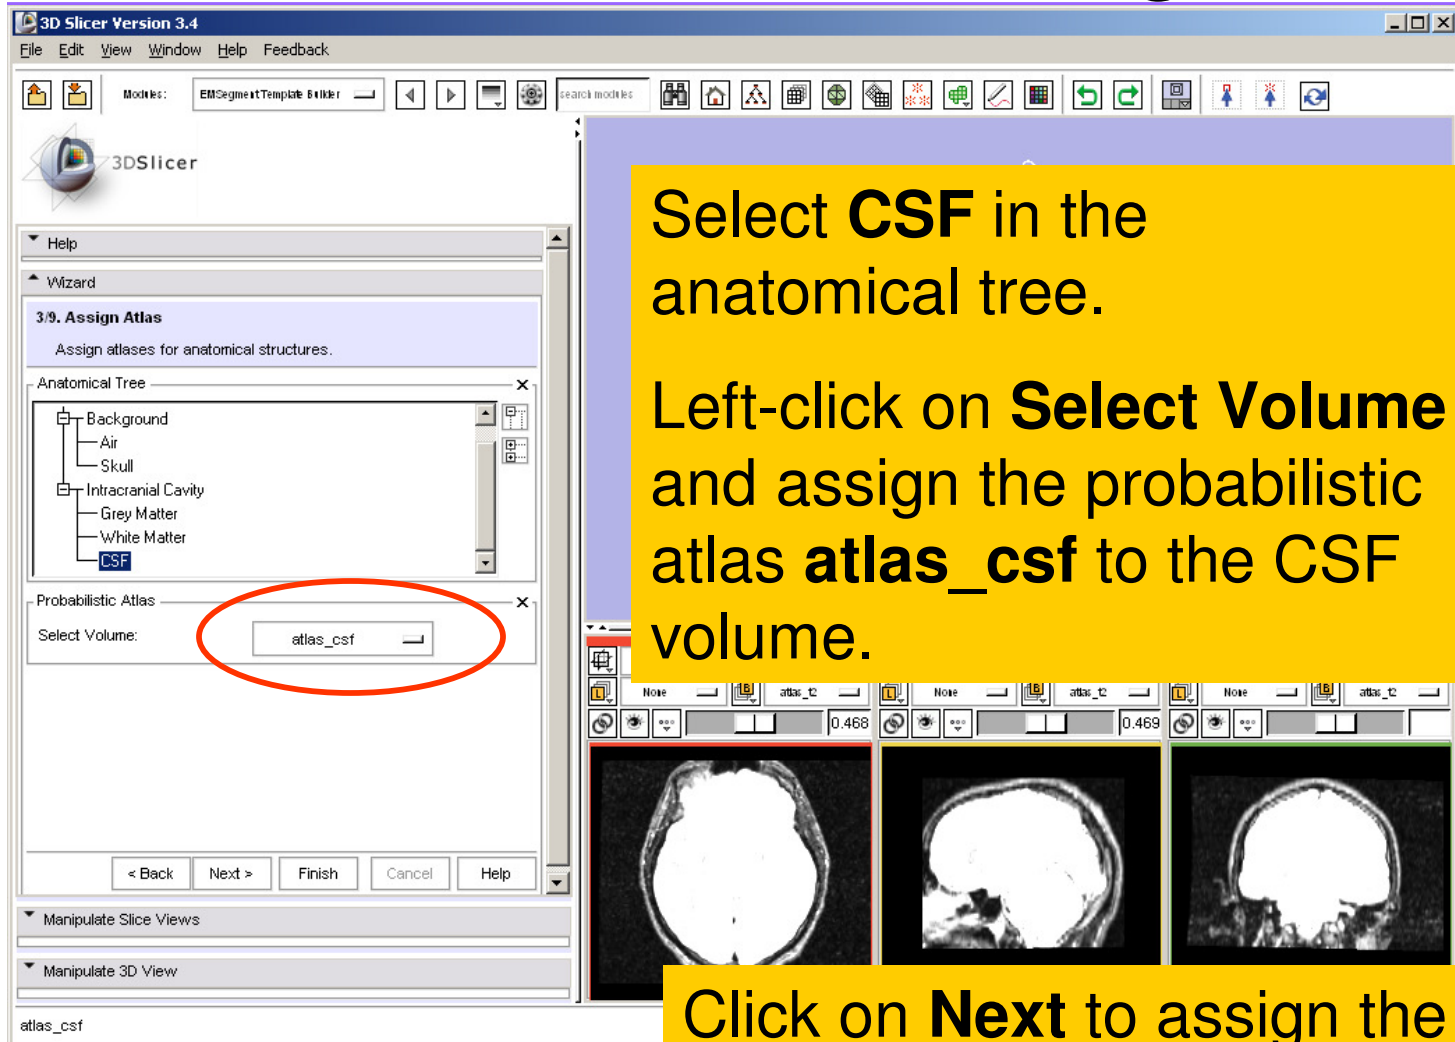 3D Slicer Version 3.4
File Edit View Window Help Feedback
Modules: EMSegment Template Builder search modules
3DSlicer
Help
Wizard
3/9. Assign Atlas
Assign atlases for anatomical structures.
Anatomical Tree
Background
Air
Skull
Intracranial Cavity
Grey Matter
White Matter
CSF
Probabilistic Atlas
Select Volume: atlas_csf
< Back Next > Finish Cancel Help
Manipulate Slice Views
Manipulate 3D View
atlas_csf
Select CSF in the
anatomical tree.
Left-click on Select Volume
and assign the probabilistic
atlas atlas_csf to the CSF
volume.
L None B atlas_t2 L None B atlas_t2 L None B atlas_t2
0.468 0.469
Click on Next to assign the